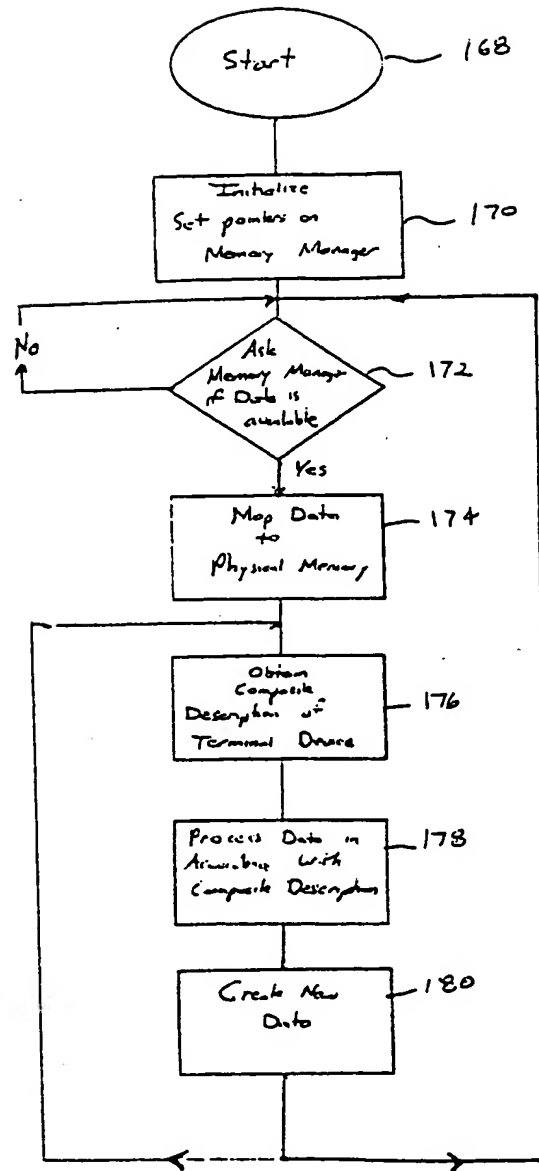 Start
168
Initialize
Set pointers on
Memory Manager
170
No
Ask
Memory Manager
if Data is
available
172
Yes
Map Data
to
Physical Memory
174
Obtain
Composite
Description of
Terminal Device
176
Process Data in
With
Composite Description
178
Create New
Data
180